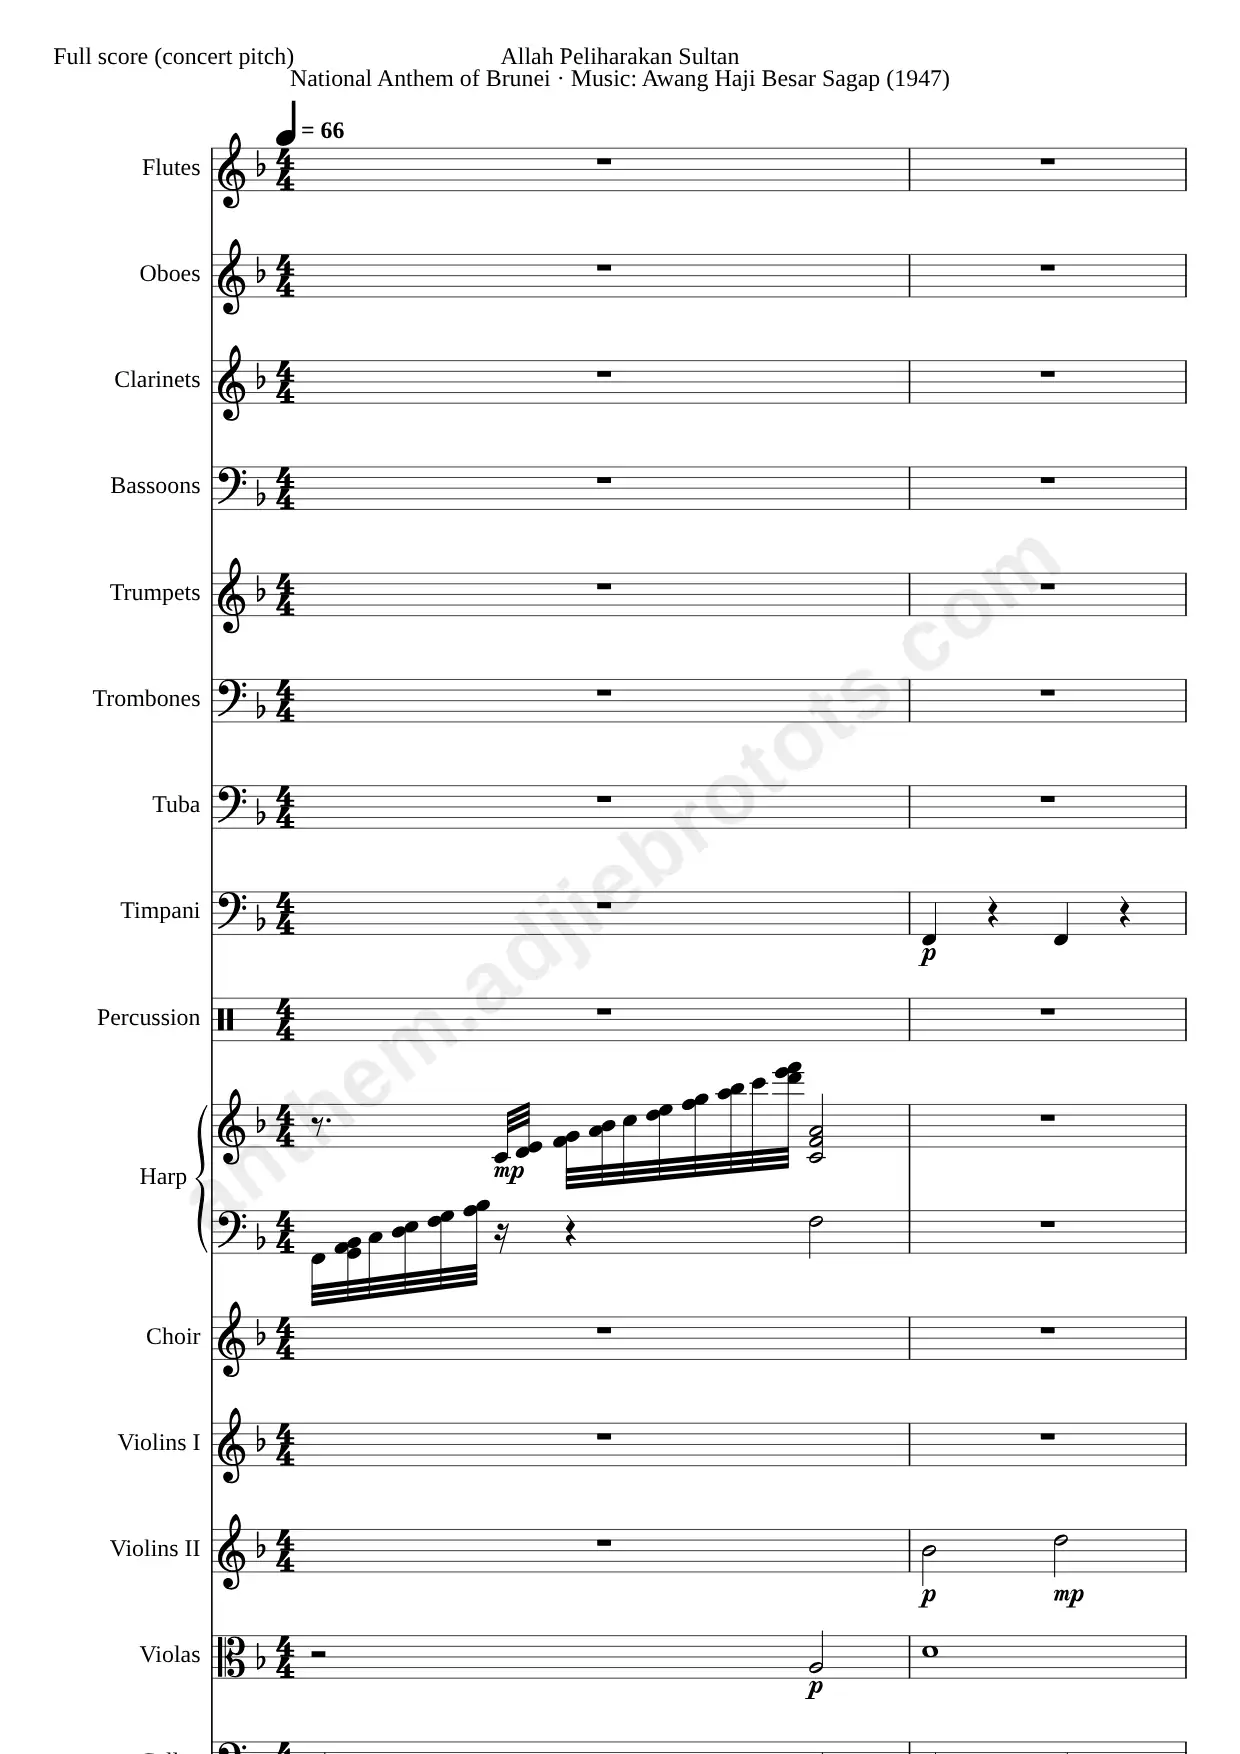 Full score (concert pitch)
Allah Peliharakan Sultan
National Anthem of Brunei · Music: Awang Haji Besar Sagap (1947)
= 66
Flutes
Oboes
Clarinets
Bassoons
Trumpets
Trombones
Tuba
Timpani
p
Percussion
Harp
mp
Choir
Violins I
Violins II
p mp
Violas
p
anthem.adjiebrotots.com